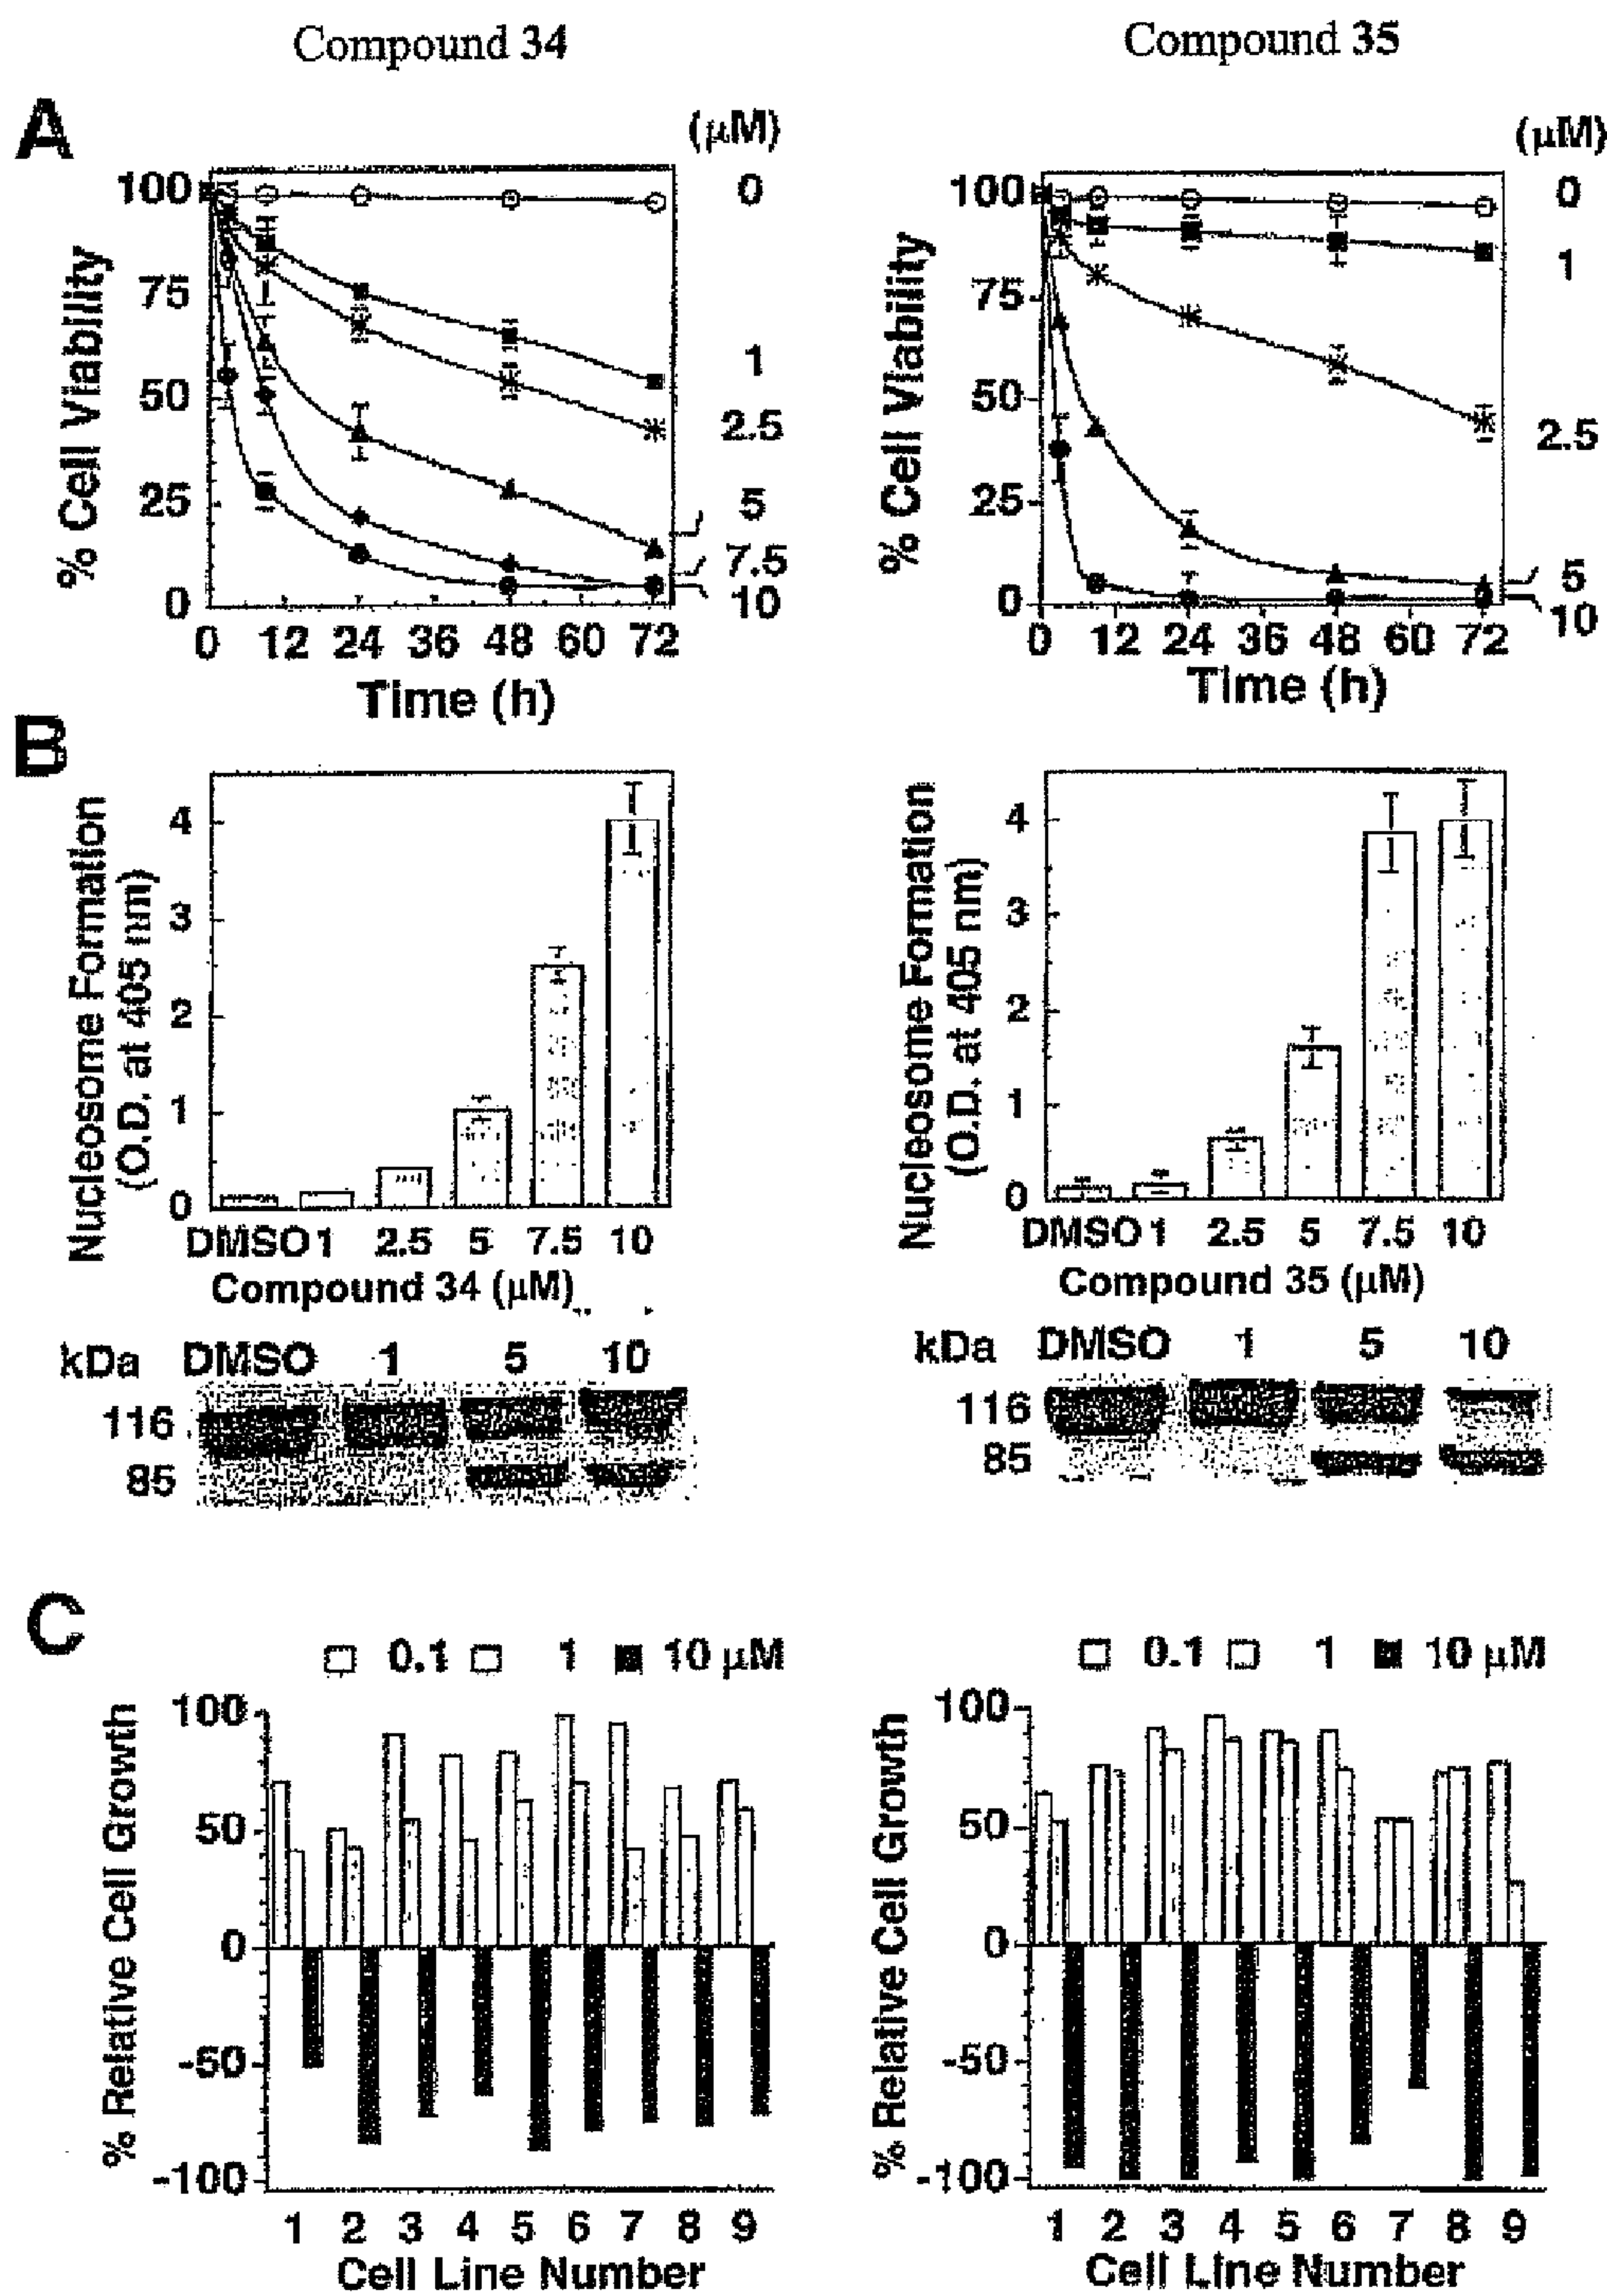 Compound 34
Compound 35
A
(μM)
(μM)
% Cell Viability
100
75
50
25
0
0
1
2.5
5
7.5
10
0 12 24 36 48 60 72
Time (h)
% Cell Viability
100
75
50
25
0
0
1
2.5
5
10
0 12 24 36 48 60 72
Time (h)
B
Nucleosome Formation
(O.D. at 405 nm)
4
3
2
1
0
DMSO 1 2.5 5 7.5 10
Compound 34 (μM)
Nucleosome Formation
(O.D. at 405 nm)
4
3
2
1
0
DMSO 1 2.5 5 7.5 10
Compound 35 (μM)
kDa DMSO 1 5 10
116
85
kDa DMSO 1 5 10
116
85
C
0.1 1 10 μM
% Relative Cell Growth
100
50
0
-50
-100
1 2 3 4 5 6 7 8 9
Cell Line Number
0.1 1 10 μM
% Relative Cell Growth
100
50
0
-50
-100
1 2 3 4 5 6 7 8 9
Cell Line Number